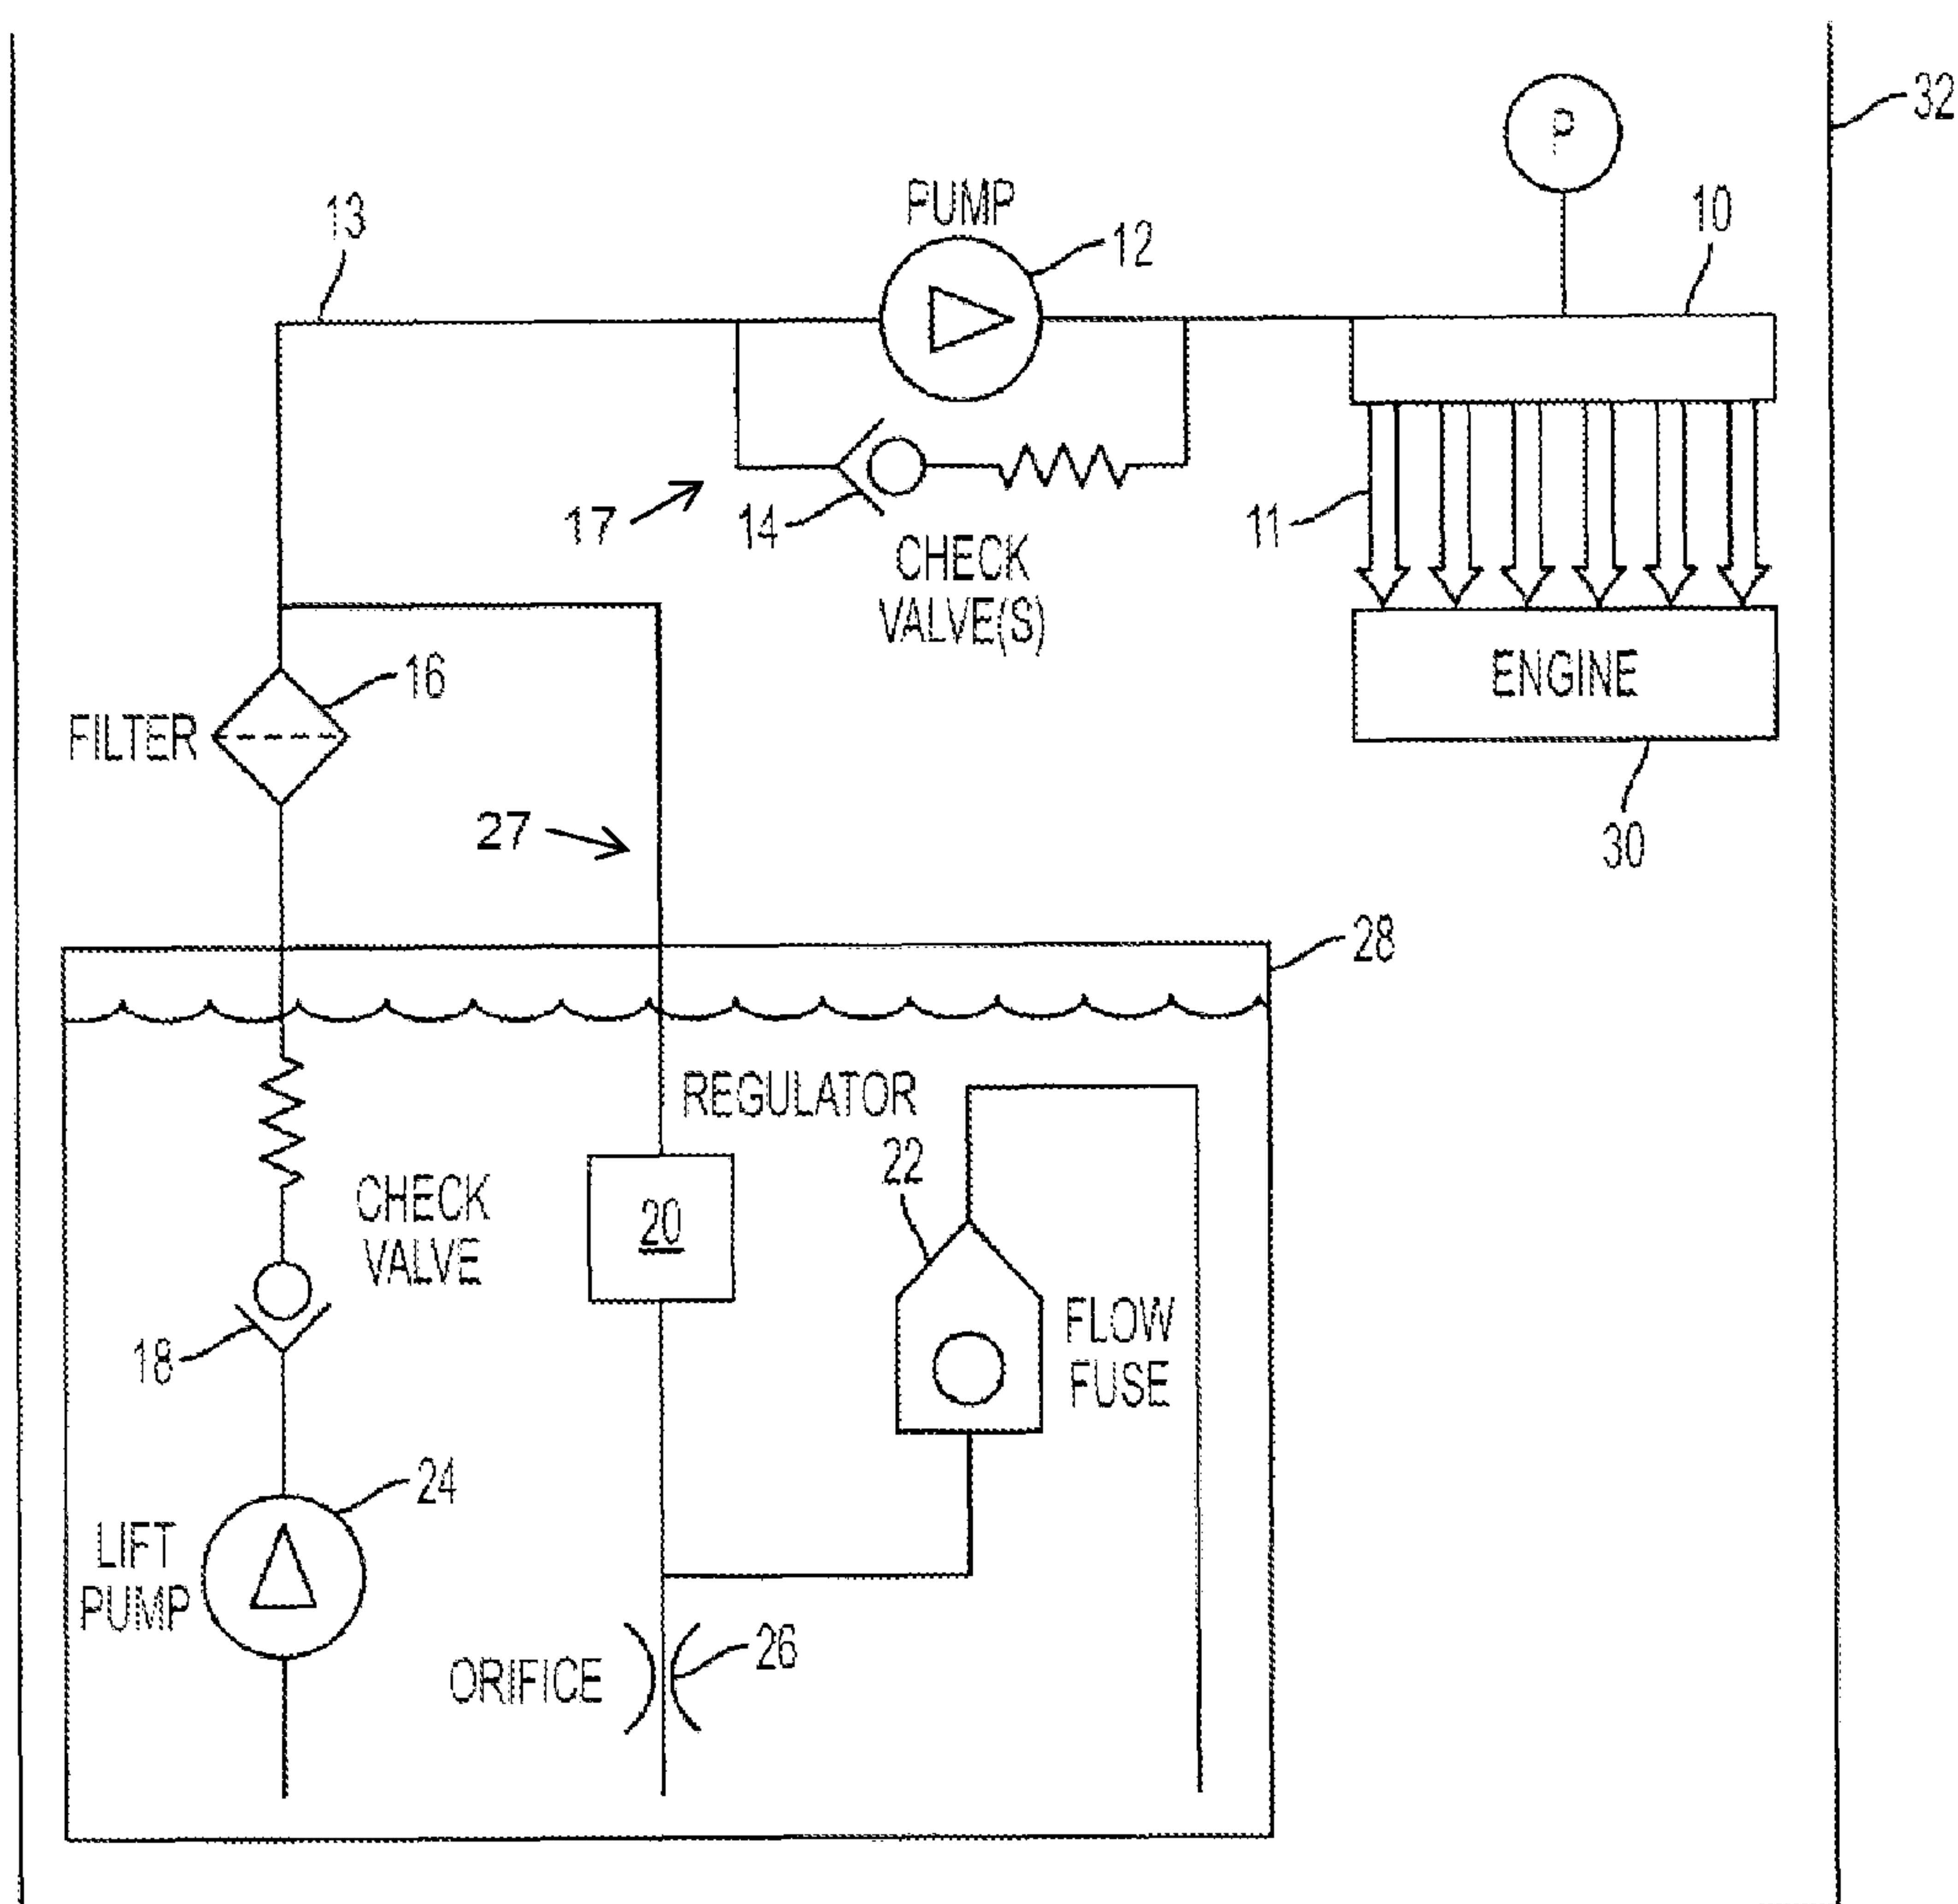 32
P
PUMP
13
10
12
17
14
11
CHECK
VALVE(S)
ENGINE
16
FILTER
27
30
28
REGULATOR
22
CHECK
VALVE
20
FLOW
FUSE
18
24
LIFT
PUMP
26
ORIFICE